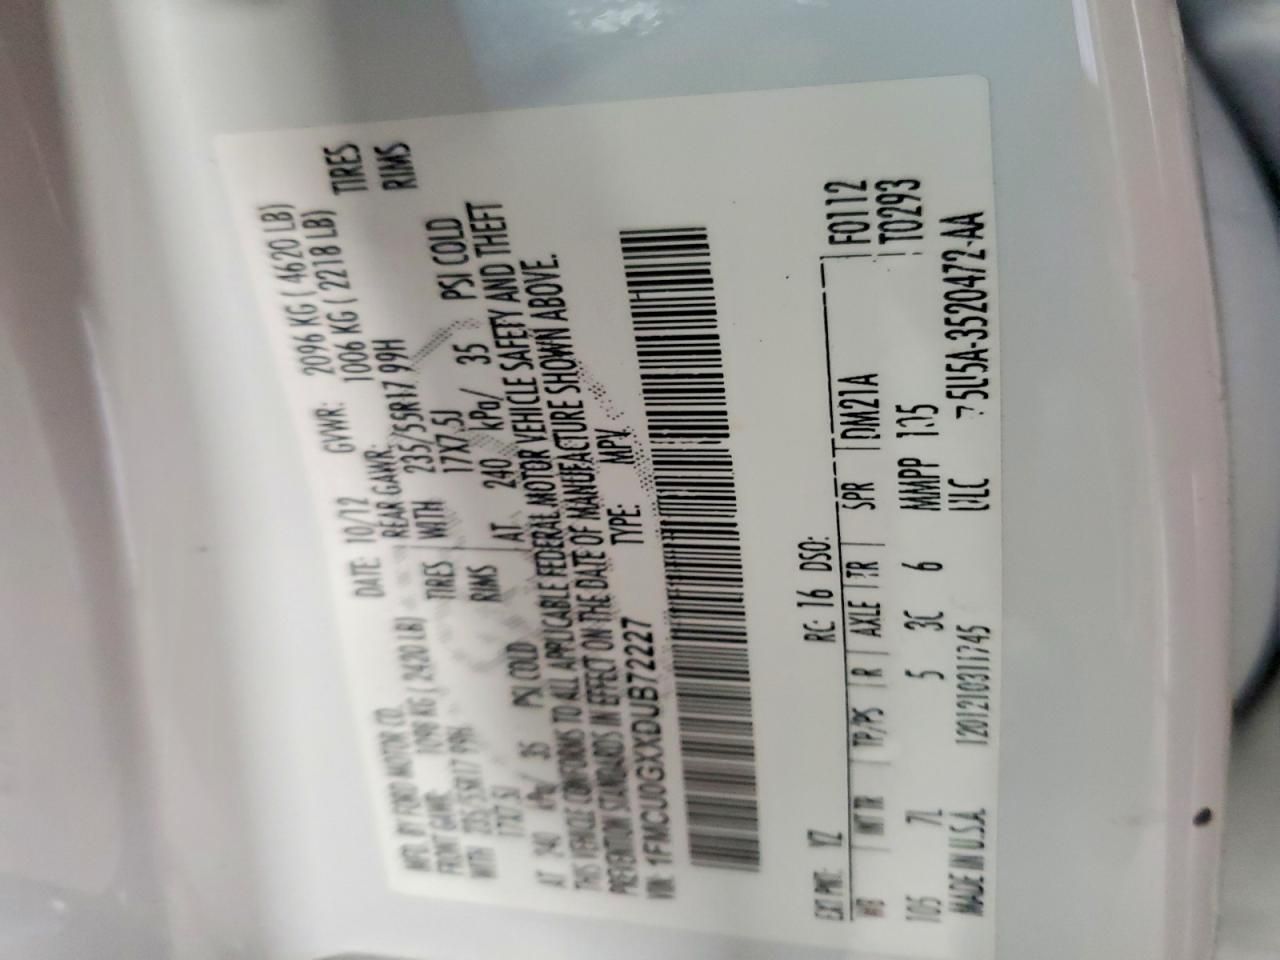 MFD. BY FORD MOTOR CO. DATE: 10/12 GVWR: 2096 KG ( 4620 LB)
FRONT GAWR: 1098 KG ( 2420 LB) REAR GAWR: 1006 KG ( 2218 LB)
WITH 235/55R17 99H TIRES WITH 235/55R17 99H TIRES
17X7.5J RIMS 17X7.5J RIMS
AT 240 kPa/ 35 PSI COLD AT 240 kPa/ 35 PSI COLD
THIS VEHICLE CONFORMS TO ALL APPLICABLE FEDERAL MOTOR VEHICLE SAFETY AND THEFT
PREVENTION STANDARDS IN EFFECT ON THE DATE OF MANUFACTURE SHOWN ABOVE.
VIN: 1FMCU0GXXDUB72227 TYPE: MPV
F0112
T0293
EXT PNT: YZ RC: 16 DSO:
WB INT TR TP/PS R AXLE TR SPR DM21A
105 7L 5 3C 6 MMPP 135
MADE IN U.S.A. 1201210311745 ULC 5U5A-3520472-AA